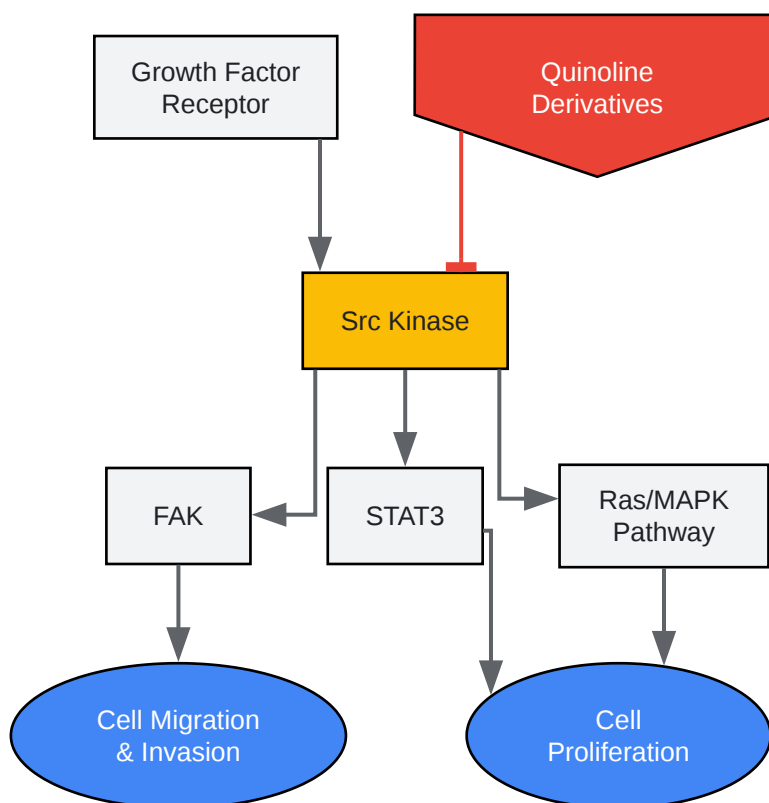 Growth Factor
Receptor
Quinoline
Derivatives
Src Kinase
FAK
STAT3
Ras/MAPK
Pathway
Cell Migration
& Invasion
Cell
Proliferation